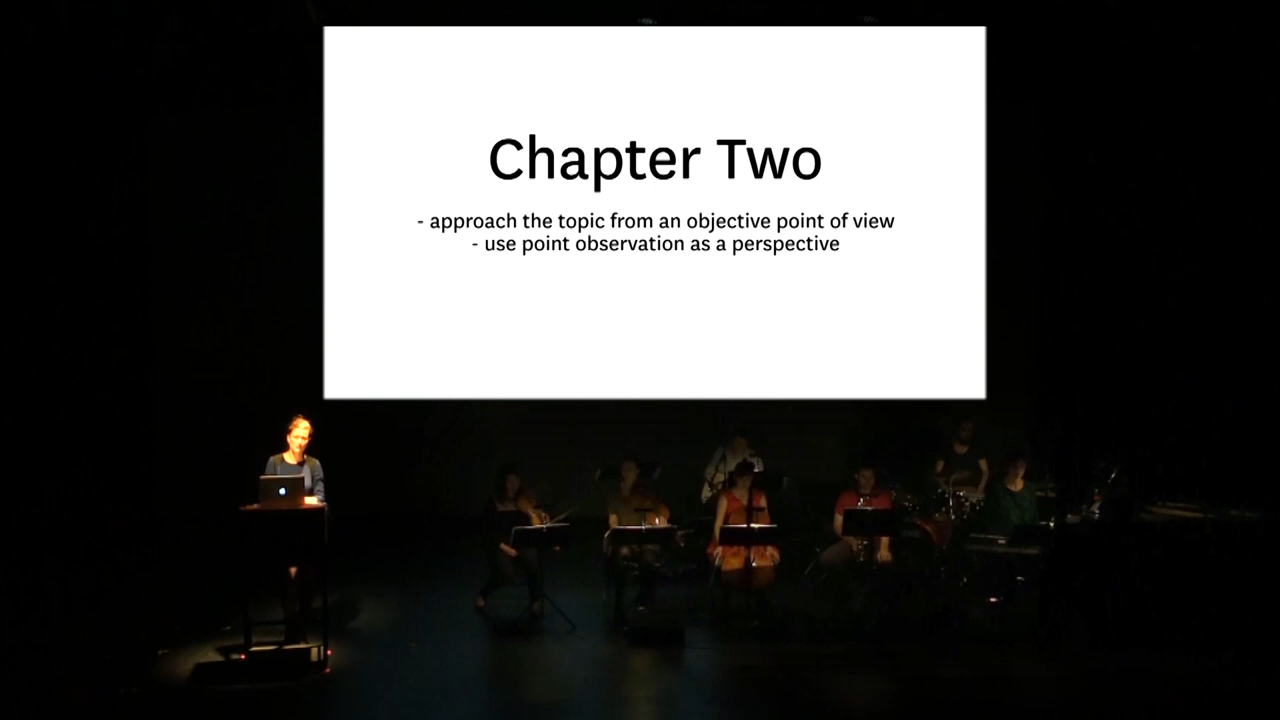 Chapter Two
- approach the topic from an objective point of view
- use point observation as a perspective